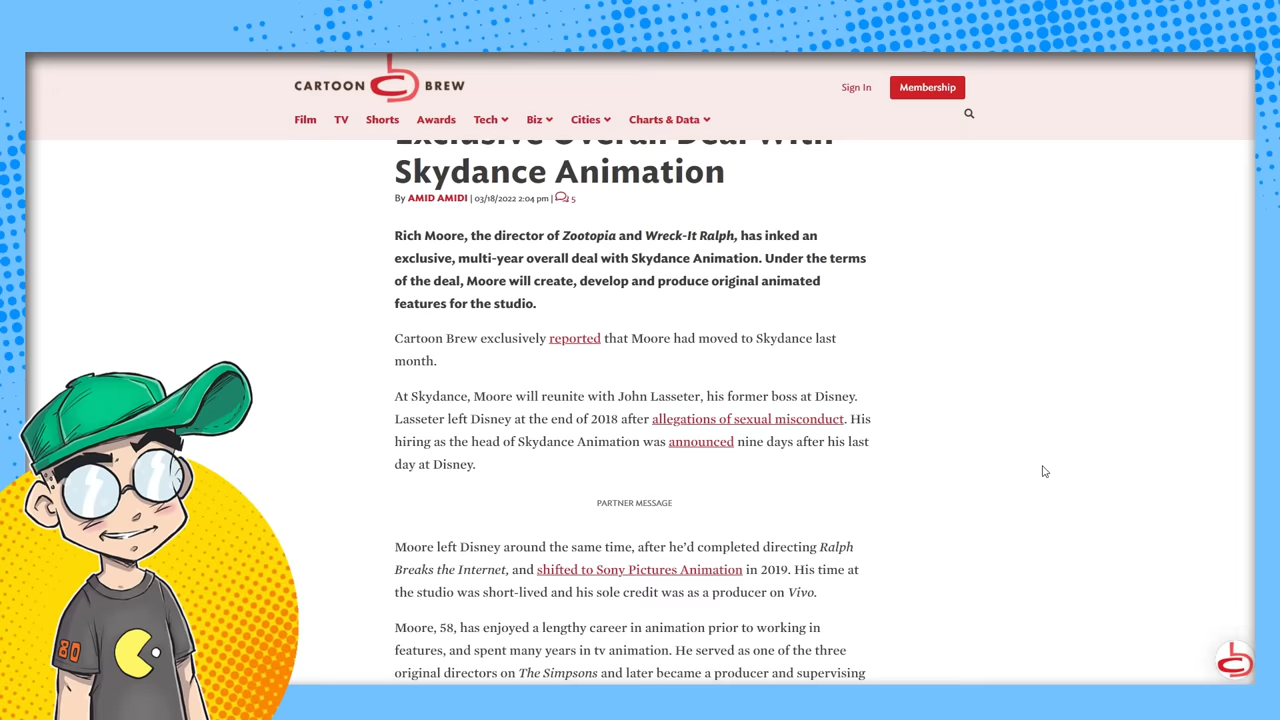 CARTOON BREW
Sign In
Membership
Film TV Shorts Awards Tech Biz Cities Charts & Data
Exclusive Overall Deal With
Skydance Animation
By AMID AMIDI | 03/18/2022 2:04 pm | 5
Rich Moore, the director of Zootopia and Wreck-It Ralph, has inked an
exclusive, multi-year overall deal with Skydance Animation. Under the terms
of the deal, Moore will create, develop and produce original animated
features for the studio.
Cartoon Brew exclusively reported that Moore had moved to Skydance last
month.
At Skydance, Moore will reunite with John Lasseter, his former boss at Disney.
Lasseter left Disney at the end of 2018 after allegations of sexual misconduct. His
hiring as the head of Skydance Animation was announced nine days after his last
day at Disney.
PARTNER MESSAGE
Moore left Disney around the same time, after he'd completed directing Ralph
Breaks the Internet, and shifted to Sony Pictures Animation in 2019. His time at
the studio was short-lived and his sole credit was as a producer on Vivo.
Moore, 58, has enjoyed a lengthy career in animation prior to working in
features, and spent many years in tv animation. He served as one of the three
original directors on The Simpsons and later became a producer and supervising
80